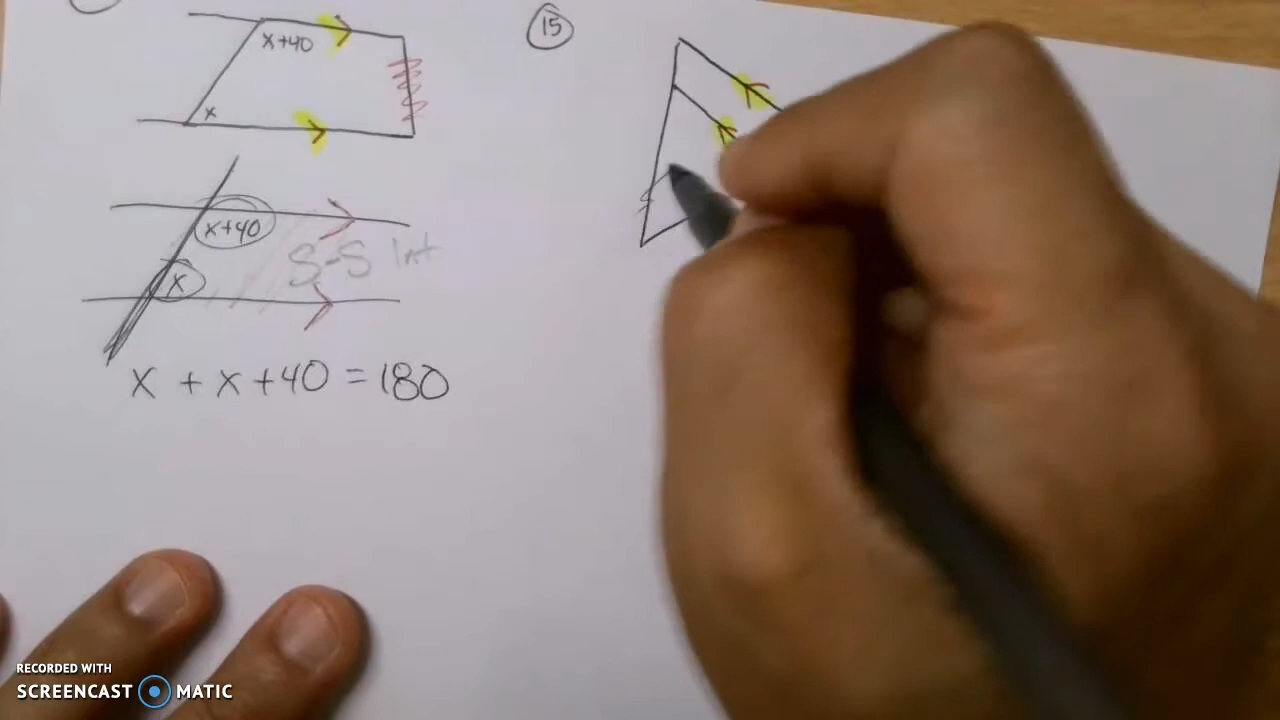 x+40
x
x+40
x
S-S Int
x + x +40 = 180
15
RECORDED WITH
SCREENCAST MATIC